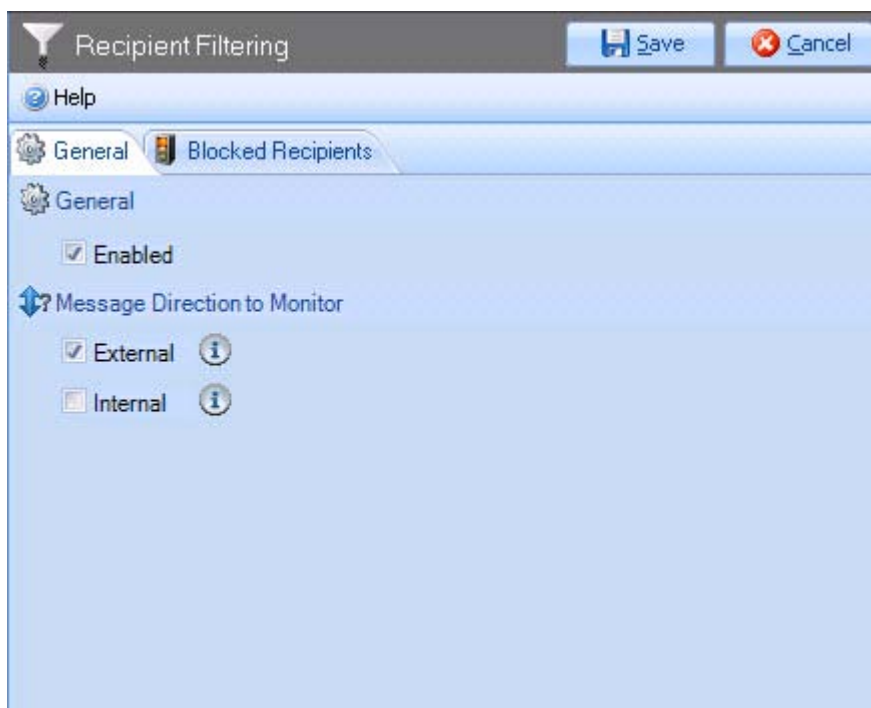 Recipient Filtering Save Cancel
Help
General Blocked Recipients
General
Enabled
? Message Direction to Monitor
External i
Internal i